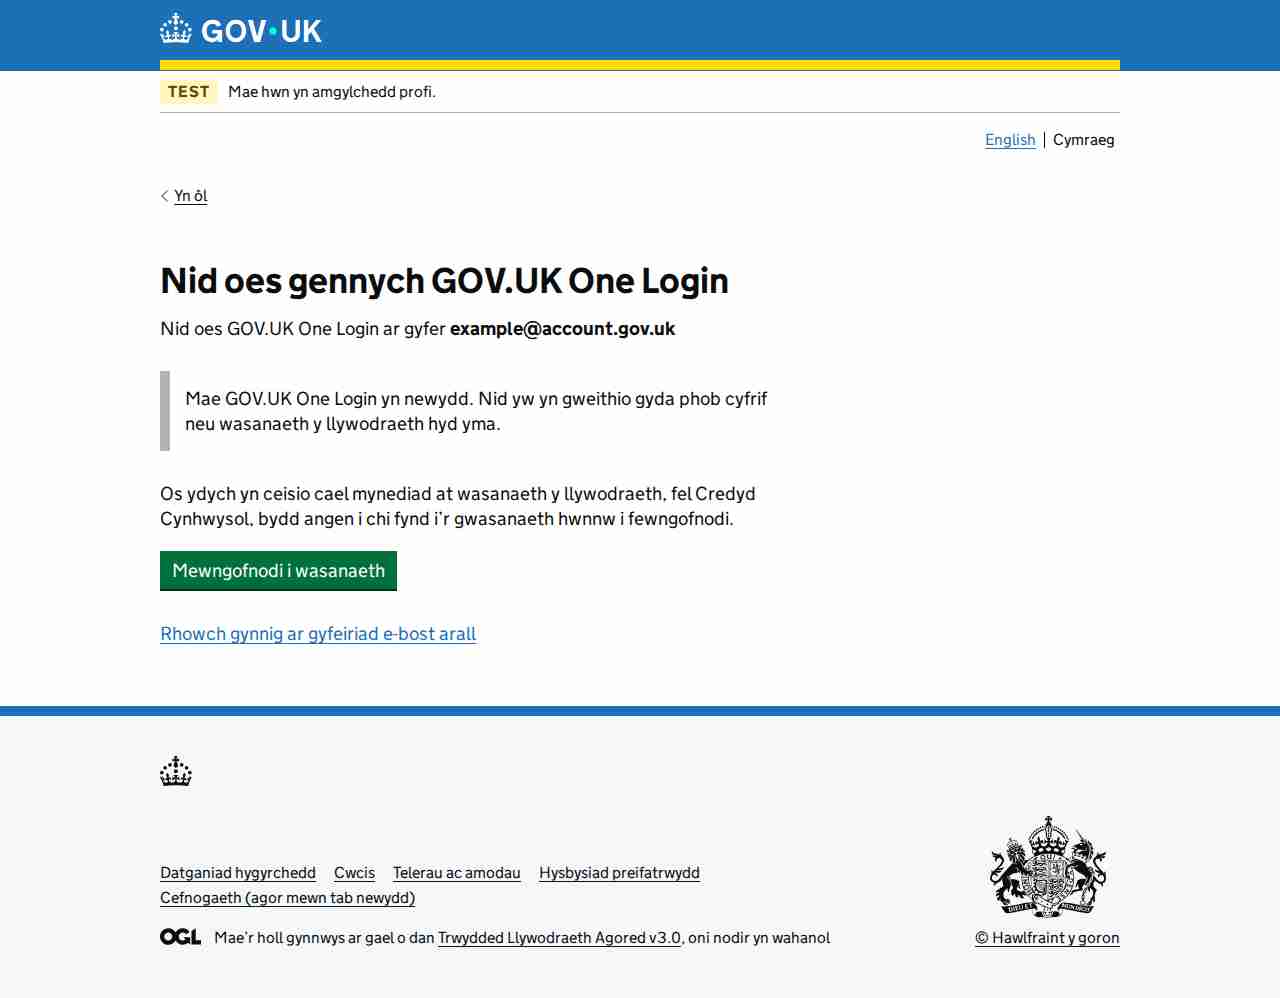 GOV·UK
TEST Mae hwn yn amgylchedd profi.
English | Cymraeg
Yn ôl
Nid oes gennych GOV.UK One Login
Nid oes GOV.UK One Login ar gyfer example@account.gov.uk
Mae GOV.UK One Login yn newydd. Nid yw yn gweithio gyda phob cyfrif
neu wasanaeth y llywodraeth hyd yma.
Os ydych yn ceisio cael mynediad at wasanaeth y llywodraeth, fel Credyd
Cynhwysol, bydd angen i chi fynd i’r gwasanaeth hwnnw i fewngofnodi.
Mewngofnodi i wasanaeth
Rhowch gynnig ar gyfeiriad e-bost arall
Datganiad hygyrchedd Cwcis Telerau ac amodau Hysbysiad preifatrwydd
Cefnogaeth (agor mewn tab newydd)
OGL Mae’r holl gynnwys ar gael o dan Trwydded Llywodraeth Agored v3.0, oni nodir yn wahanol
© Hawlfraint y goron